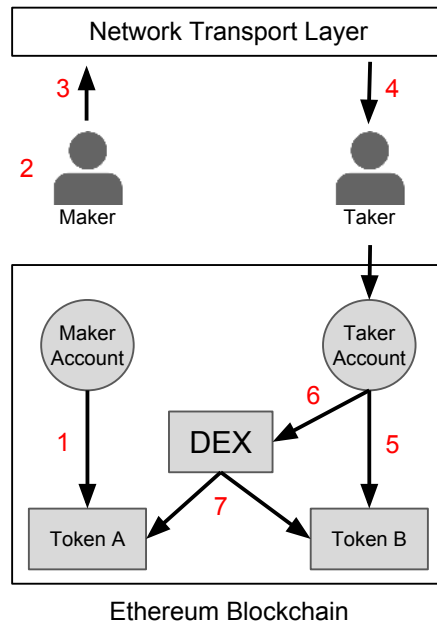 Network Transport Layer
3
4
2
Maker
Taker
Maker
Account
Taker
Account
6
1
DEX
5
7
Token A
Token B
Ethereum Blockchain